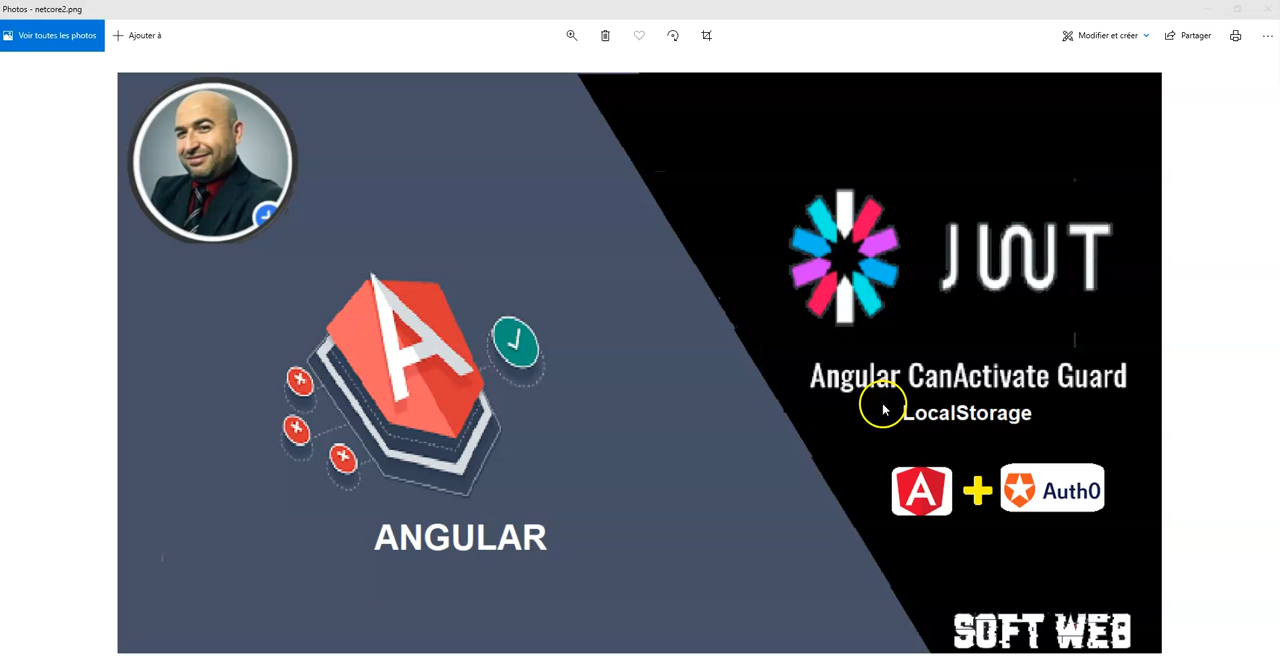 Photos - netcore2.png
Voir toutes les photos
Ajouter à
Modifier et créer
Partager
JWT
Angular CanActivate Guard
LocalStorage
A
A
Auth0
ANGULAR
SOFT WEB